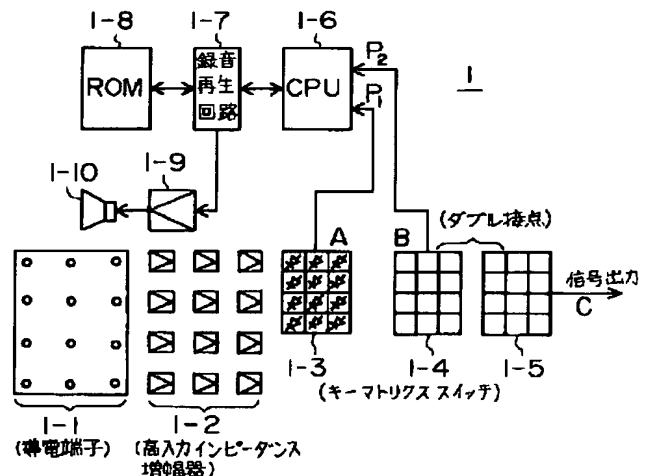 1-8
1-7
1-6
ROM
録音
再生
回路
CPU
P2
P1
1
1-10
1-9
(ダブル接点)
A
B
信号出力
C
1-3
1-4
1-5
(キーマトリクススイッチ)
1-1
(導電端子)
1-2
(高入力インピーダンス
増幅器)